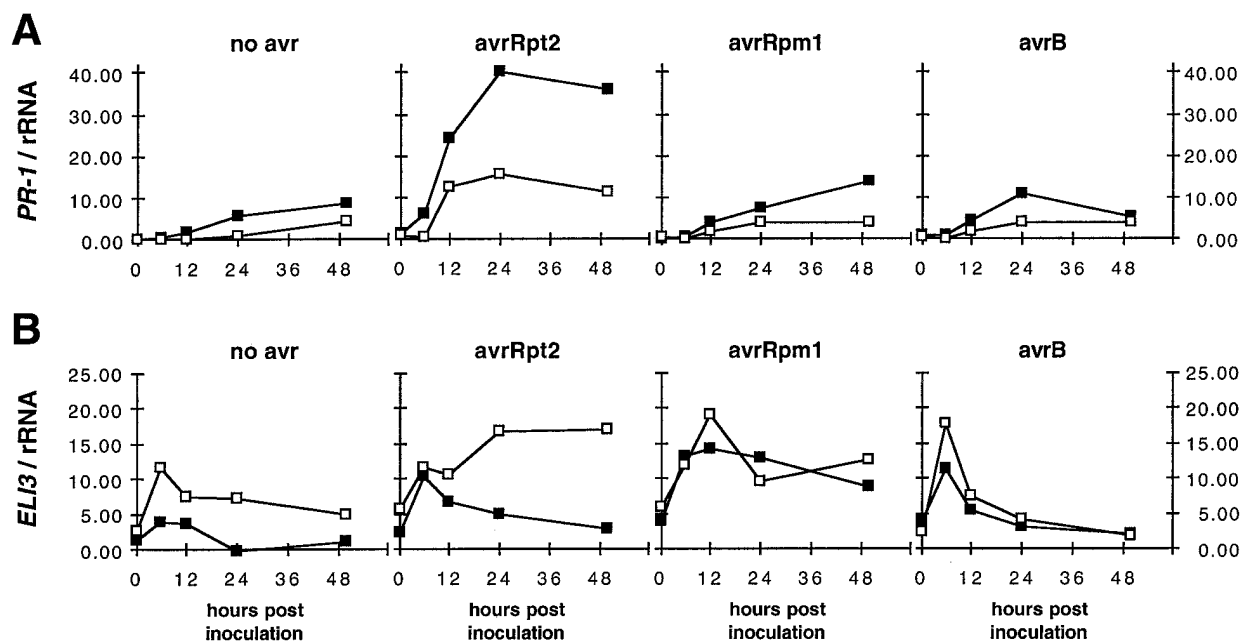 A
no avr
avrRpt2
avrRpm1
avrB
PR-1 / rRNA
40.00
30.00
20.00
10.00
0.00
40.00
30.00
20.00
10.00
0.00
0 12 24 36 48
0 12 24 36 48
0 12 24 36 48
0 12 24 36 48
B
no avr
avrRpt2
avrRpm1
avrB
ELI3 / rRNA
25.00
20.00
15.00
10.00
5.00
0.00
25.00
20.00
15.00
10.00
5.00
0.00
0 12 24 36 48
0 12 24 36 48
0 12 24 36 48
0 12 24 36 48
hours post
inoculation
hours post
inoculation
hours post
inoculation
hours post
inoculation